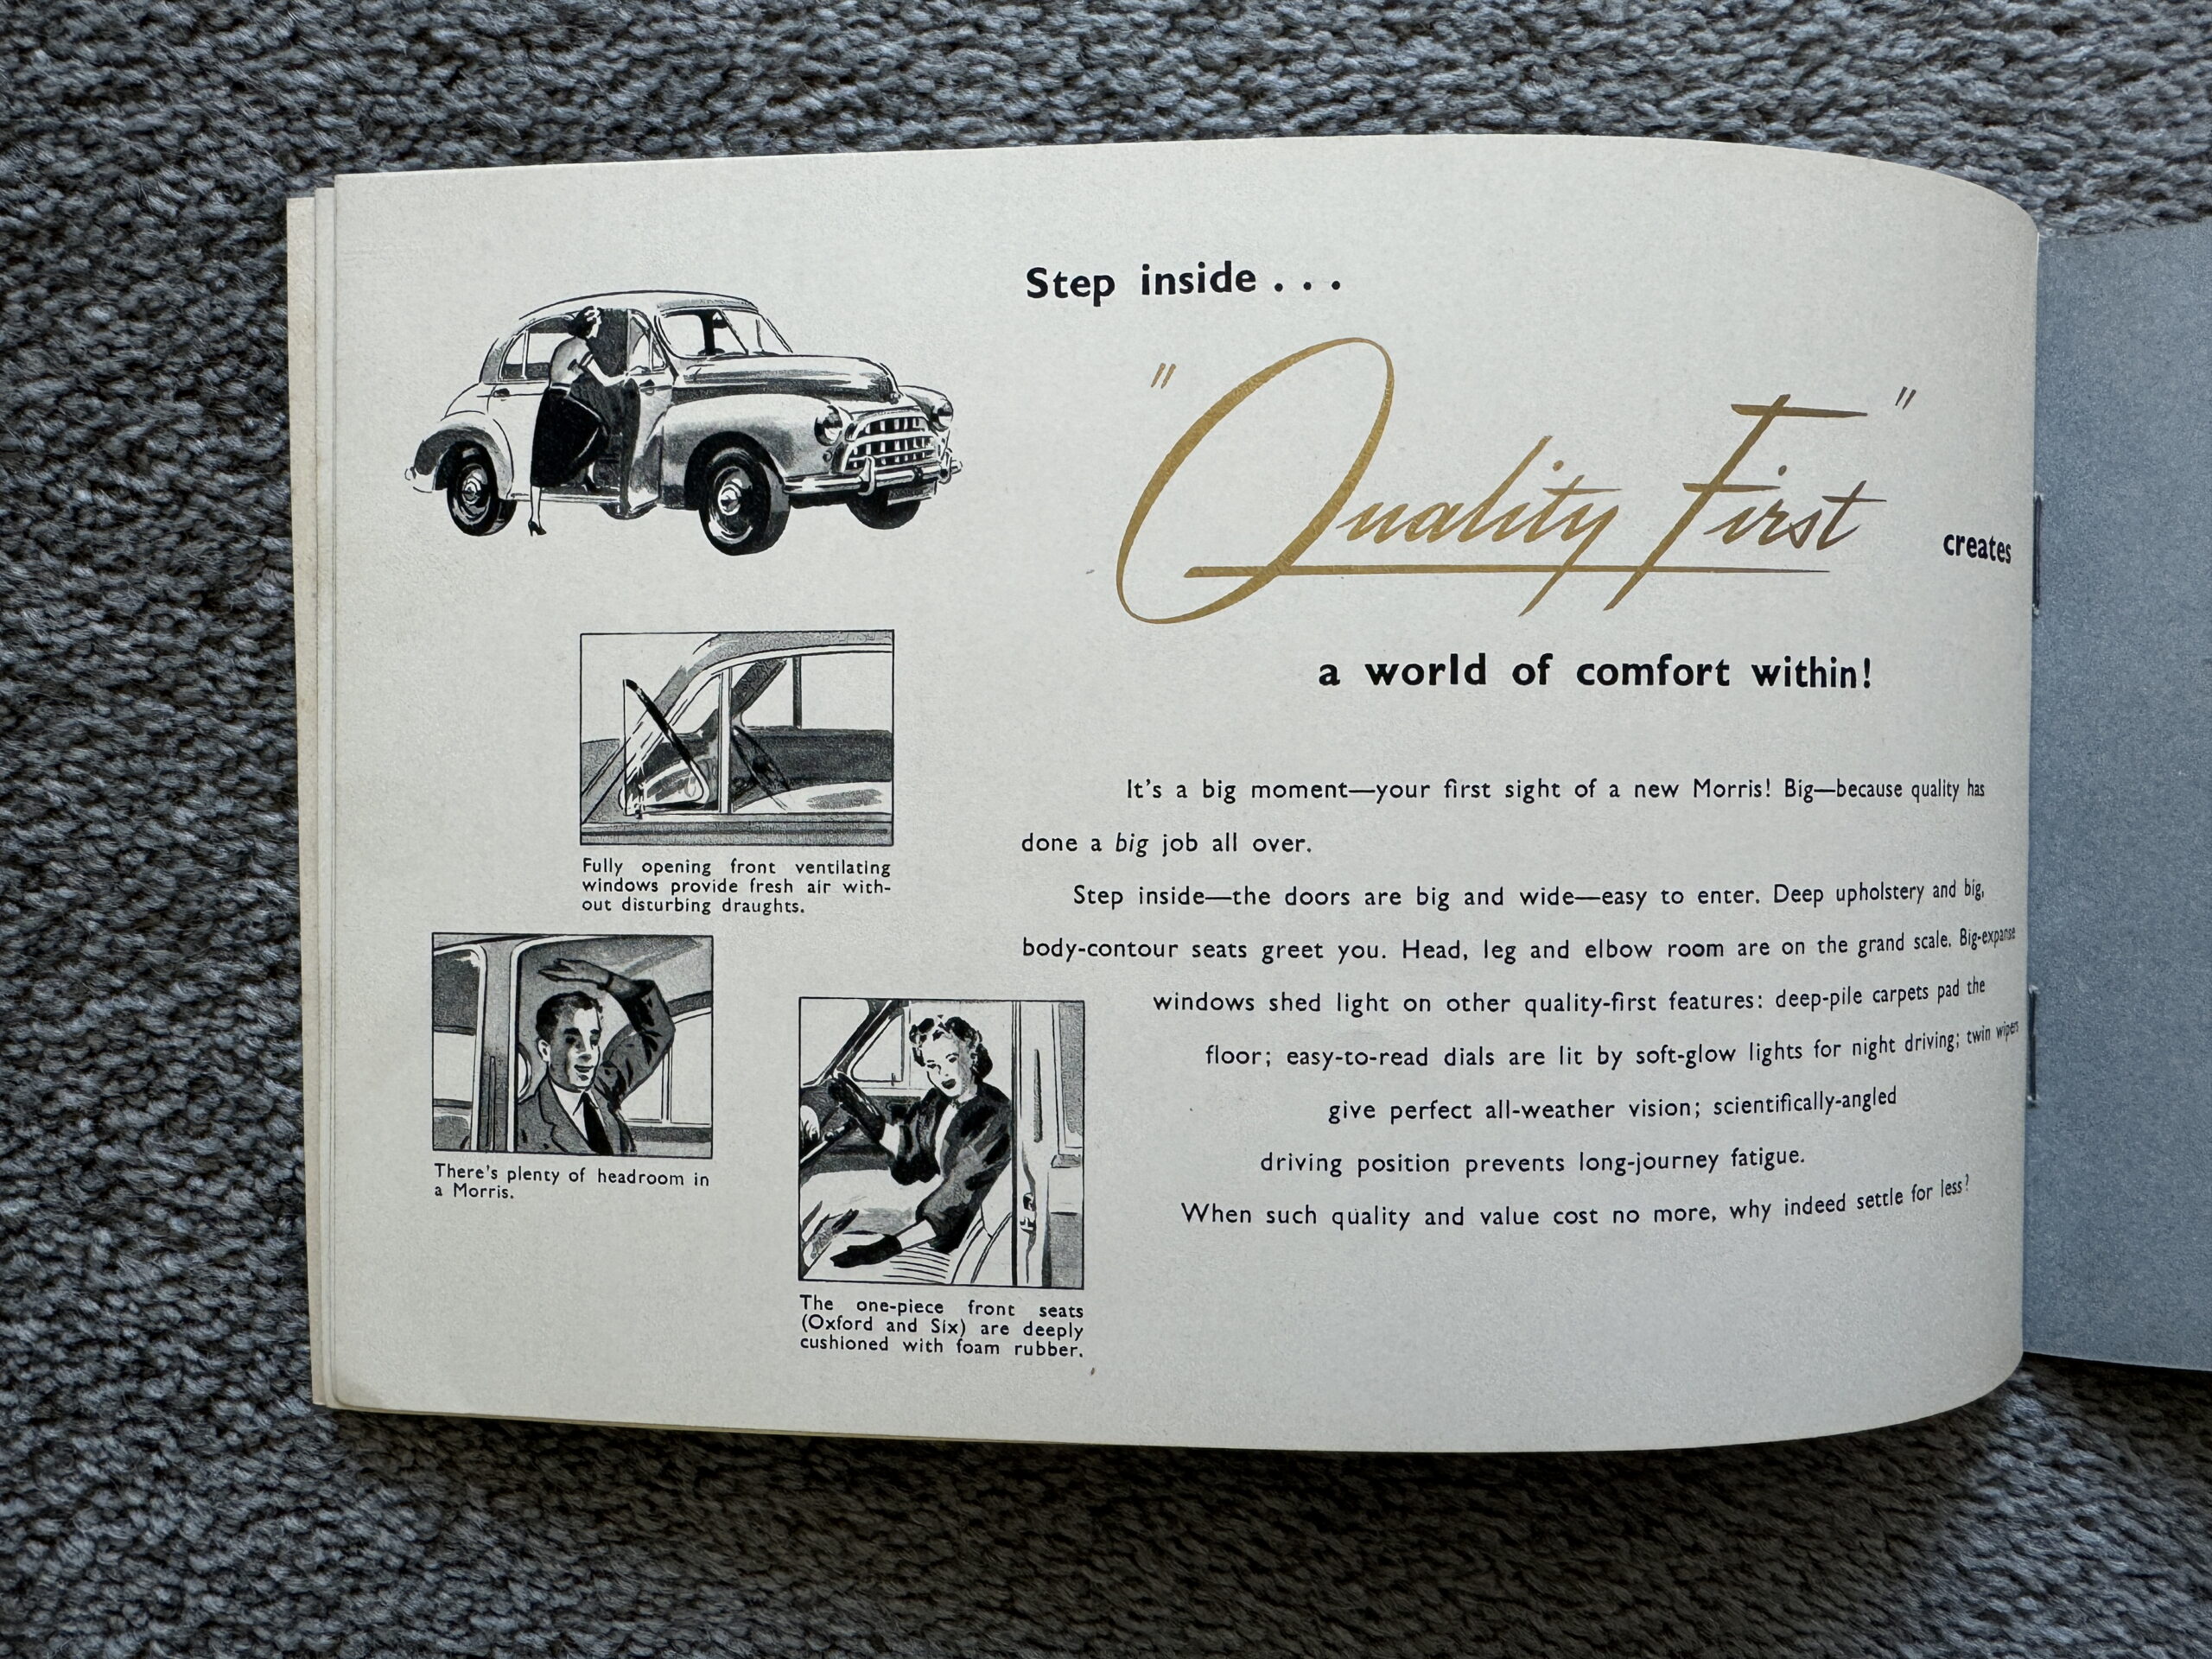 Step inside . . .
"Quality First" creates
a world of comfort within!
Fully opening front ventilating
windows provide fresh air with-
out disturbing draughts.
There's plenty of headroom in
a Morris.
The one-piece front seats
(Oxford and Six) are deeply
cushioned with foam rubber.
It's a big moment—your first sight of a new Morris! Big—because quality has
done a big job all over.
Step inside—the doors are big and wide—easy to enter. Deep upholstery and big,
body-contour seats greet you. Head, leg and elbow room are on the grand scale. Big-expanse
windows shed light on other quality-first features: deep-pile carpets pad the
floor; easy-to-read dials are lit by soft-glow lights for night driving; twin wipers
give perfect all-weather vision; scientifically-angled
driving position prevents long-journey fatigue.
When such quality and value cost no more, why indeed settle for less?